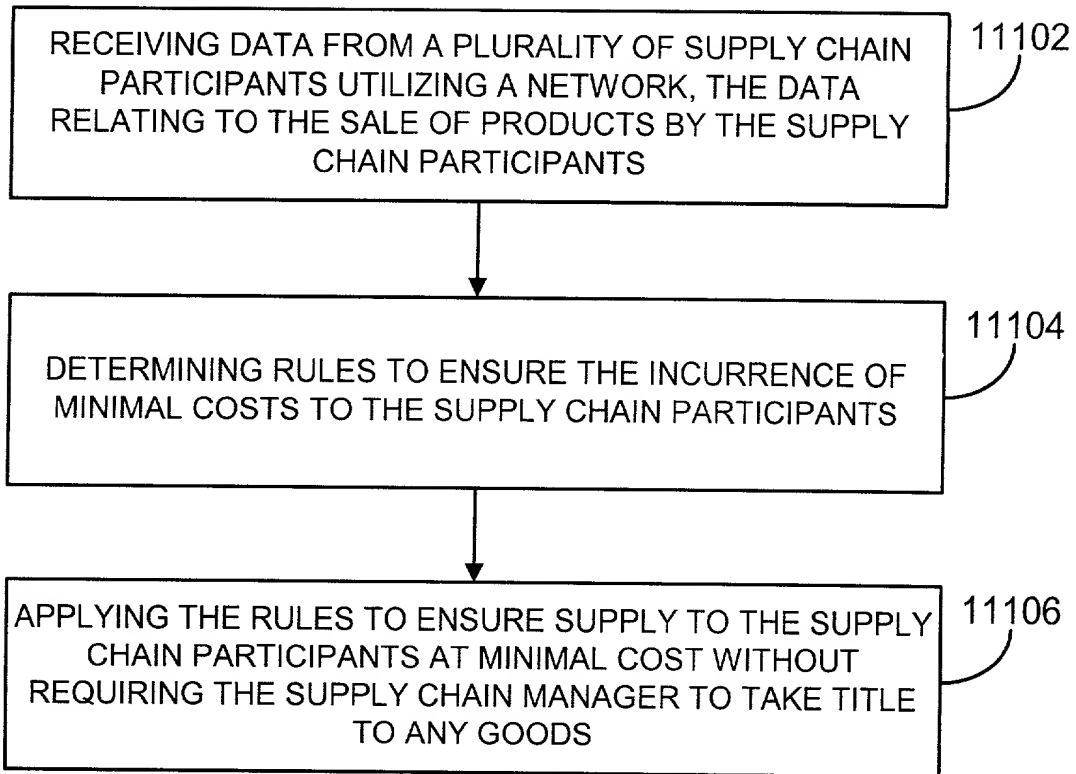 RECEIVING DATA FROM A PLURALITY OF SUPPLY CHAIN
PARTICIPANTS UTILIZING A NETWORK, THE DATA
RELATING TO THE SALE OF PRODUCTS BY THE SUPPLY
CHAIN PARTICIPANTS
11102
DETERMINING RULES TO ENSURE THE INCURRENCE OF
MINIMAL COSTS TO THE SUPPLY CHAIN PARTICIPANTS
11104
APPLYING THE RULES TO ENSURE SUPPLY TO THE SUPPLY
CHAIN PARTICIPANTS AT MINIMAL COST WITHOUT
REQUIRING THE SUPPLY CHAIN MANAGER TO TAKE TITLE
TO ANY GOODS
11106